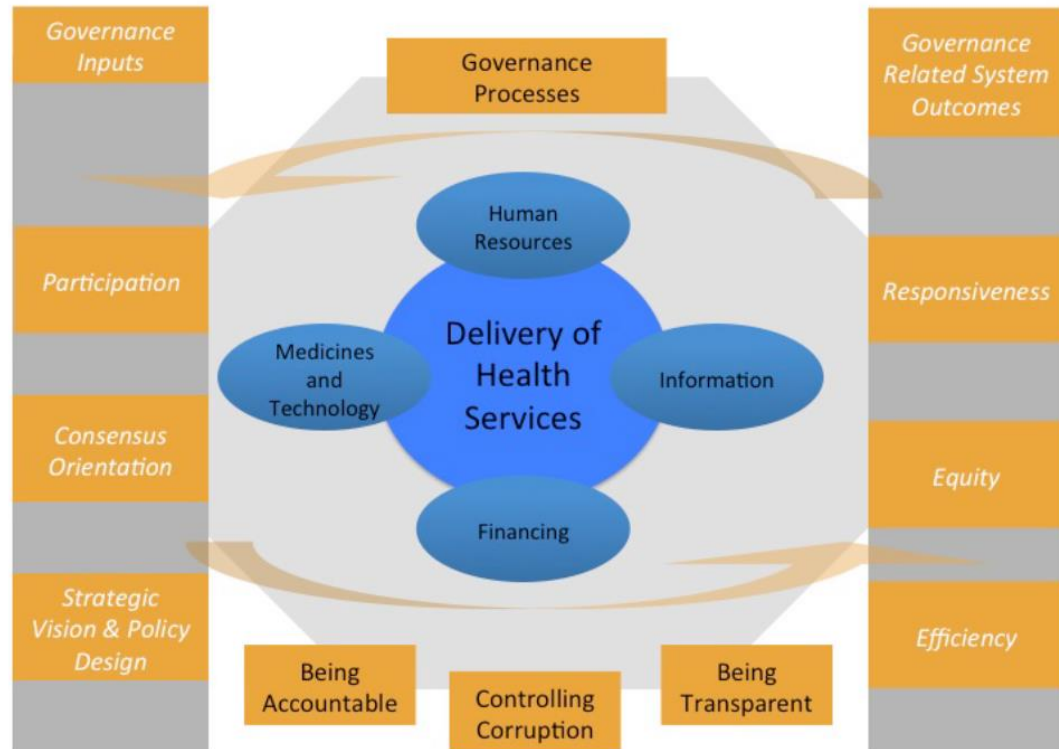 Governance
Inputs
Participation
Consensus
Orientation
Strategic
Vision & Policy
Design
Governance
Processes
Human
Resources
Medicines
and
Technology
Delivery of
Health
Services
Information
Financing
Being
Accountable
Controlling
Corruption
Being
Transparent
Governance
Related System
Outcomes
Responsiveness
Equity
Efficiency